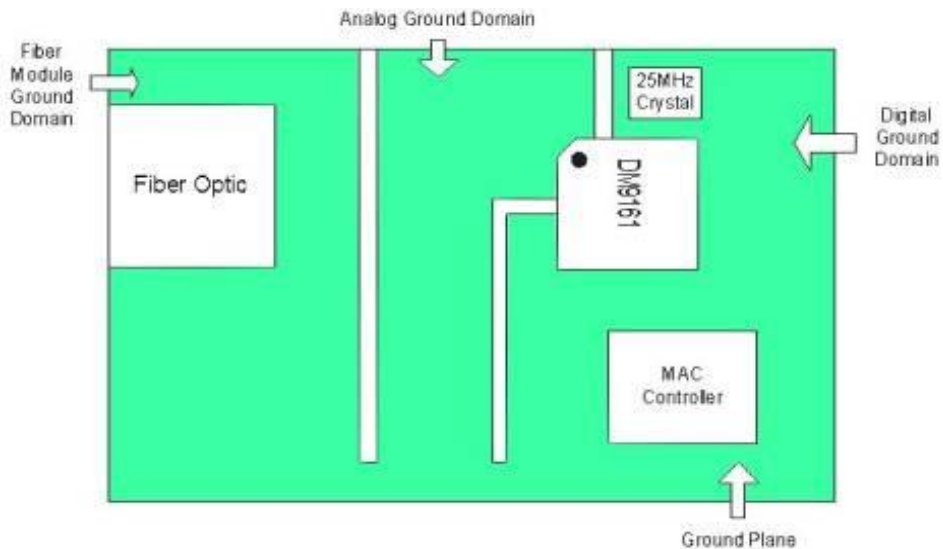 Analog Ground Domain
Fiber
Module
Ground
Domain
25MHz
Crystal
Digital
Ground
Domain
Fiber Optic
DM9161
MAC
Controller
Ground Plane